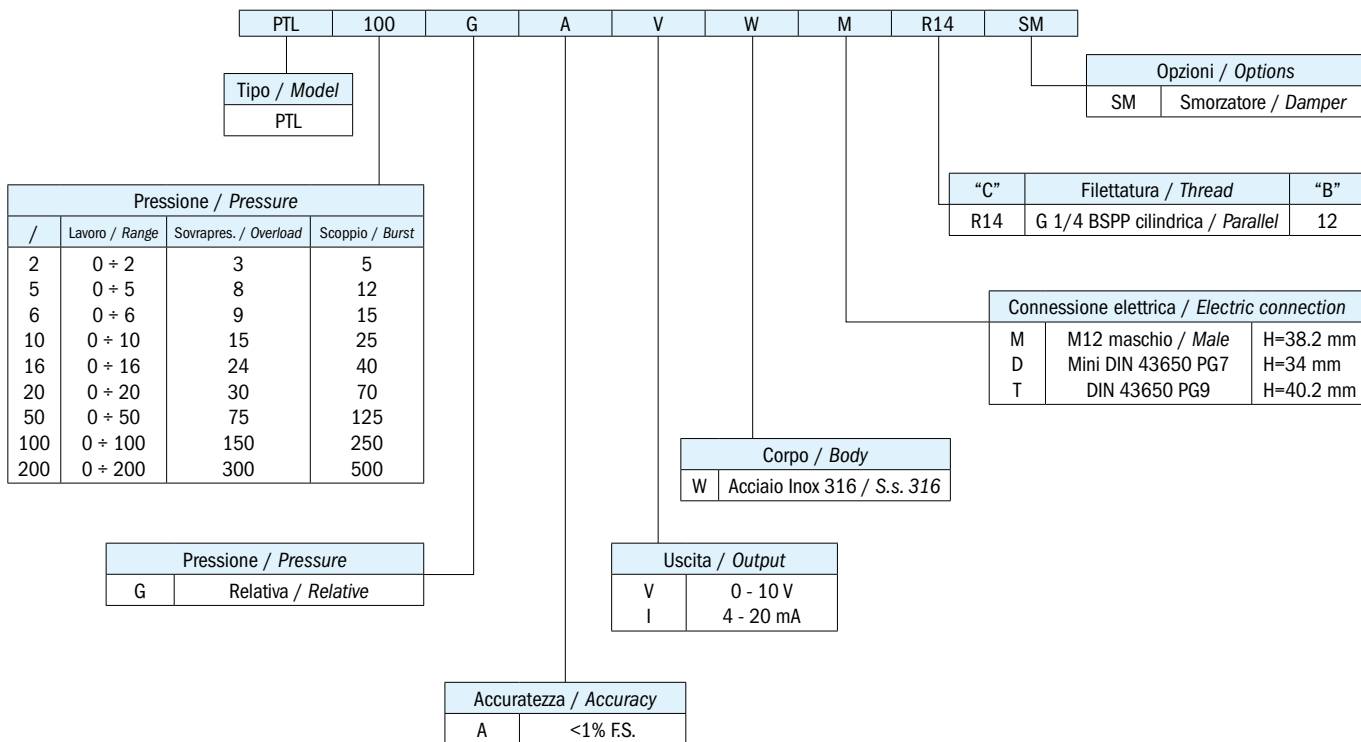 PTL 100 G A V W M R14 SM
Tipo / Model
PTL
Opzioni / Options
SM Smorzatore / Damper
Pressione / Pressure
/ Lavoro / Range Sovrapres. / Overload Scoppio / Burst
2 0 ÷ 2 3 5
5 0 ÷ 5 8 12
6 0 ÷ 6 9 15
10 0 ÷ 10 15 25
16 0 ÷ 16 24 40
20 0 ÷ 20 30 70
50 0 ÷ 50 75 125
100 0 ÷ 100 150 250
200 0 ÷ 200 300 500
"C" Filettatura / Thread "B"
R14 G 1/4 BSPP cilindrica / Parallel 12
Connessione elettrica / Electric connection
M M12 maschio / Male H=38.2 mm
D Mini DIN 43650 PG7 H=34 mm
T DIN 43650 PG9 H=40.2 mm
Corpo / Body
W Acciaio Inox 316 / S.s. 316
Pressione / Pressure
G Relativa / Relative
Uscita / Output
V 0 - 10 V
I 4 - 20 mA
Accuratezza / Accuracy
A <1% F.S.